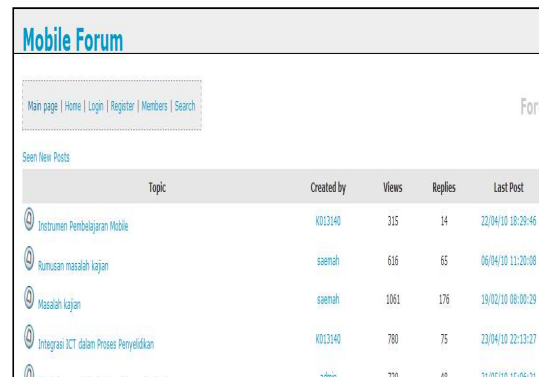 Mobile Forum
Main page | Home | Login | Register | Members | Search
For
Seen New Posts
Topic Created by Views Replies Last Post
Instrumen Pembelajaran Mobile K013140 315 14 22/04/10 18:29:46
Rumusan masalah kajian saemah 616 65 06/04/10 11:20:08
Masalah kajian saemah 1061 176 19/02/10 08:00:29
Integrasi ICT dalam Proses Penyelidikan K013140 780 75 23/04/10 22:13:27